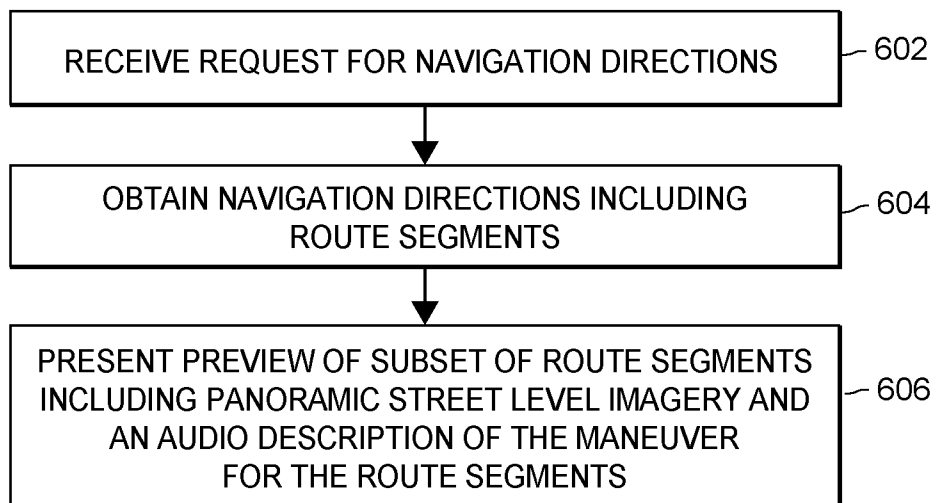 RECEIVE REQUEST FOR NAVIGATION DIRECTIONS
602
OBTAIN NAVIGATION DIRECTIONS INCLUDING
ROUTE SEGMENTS
604
PRESENT PREVIEW OF SUBSET OF ROUTE SEGMENTS
INCLUDING PANORAMIC STREET LEVEL IMAGERY AND
AN AUDIO DESCRIPTION OF THE MANEUVER
FOR THE ROUTE SEGMENTS
606